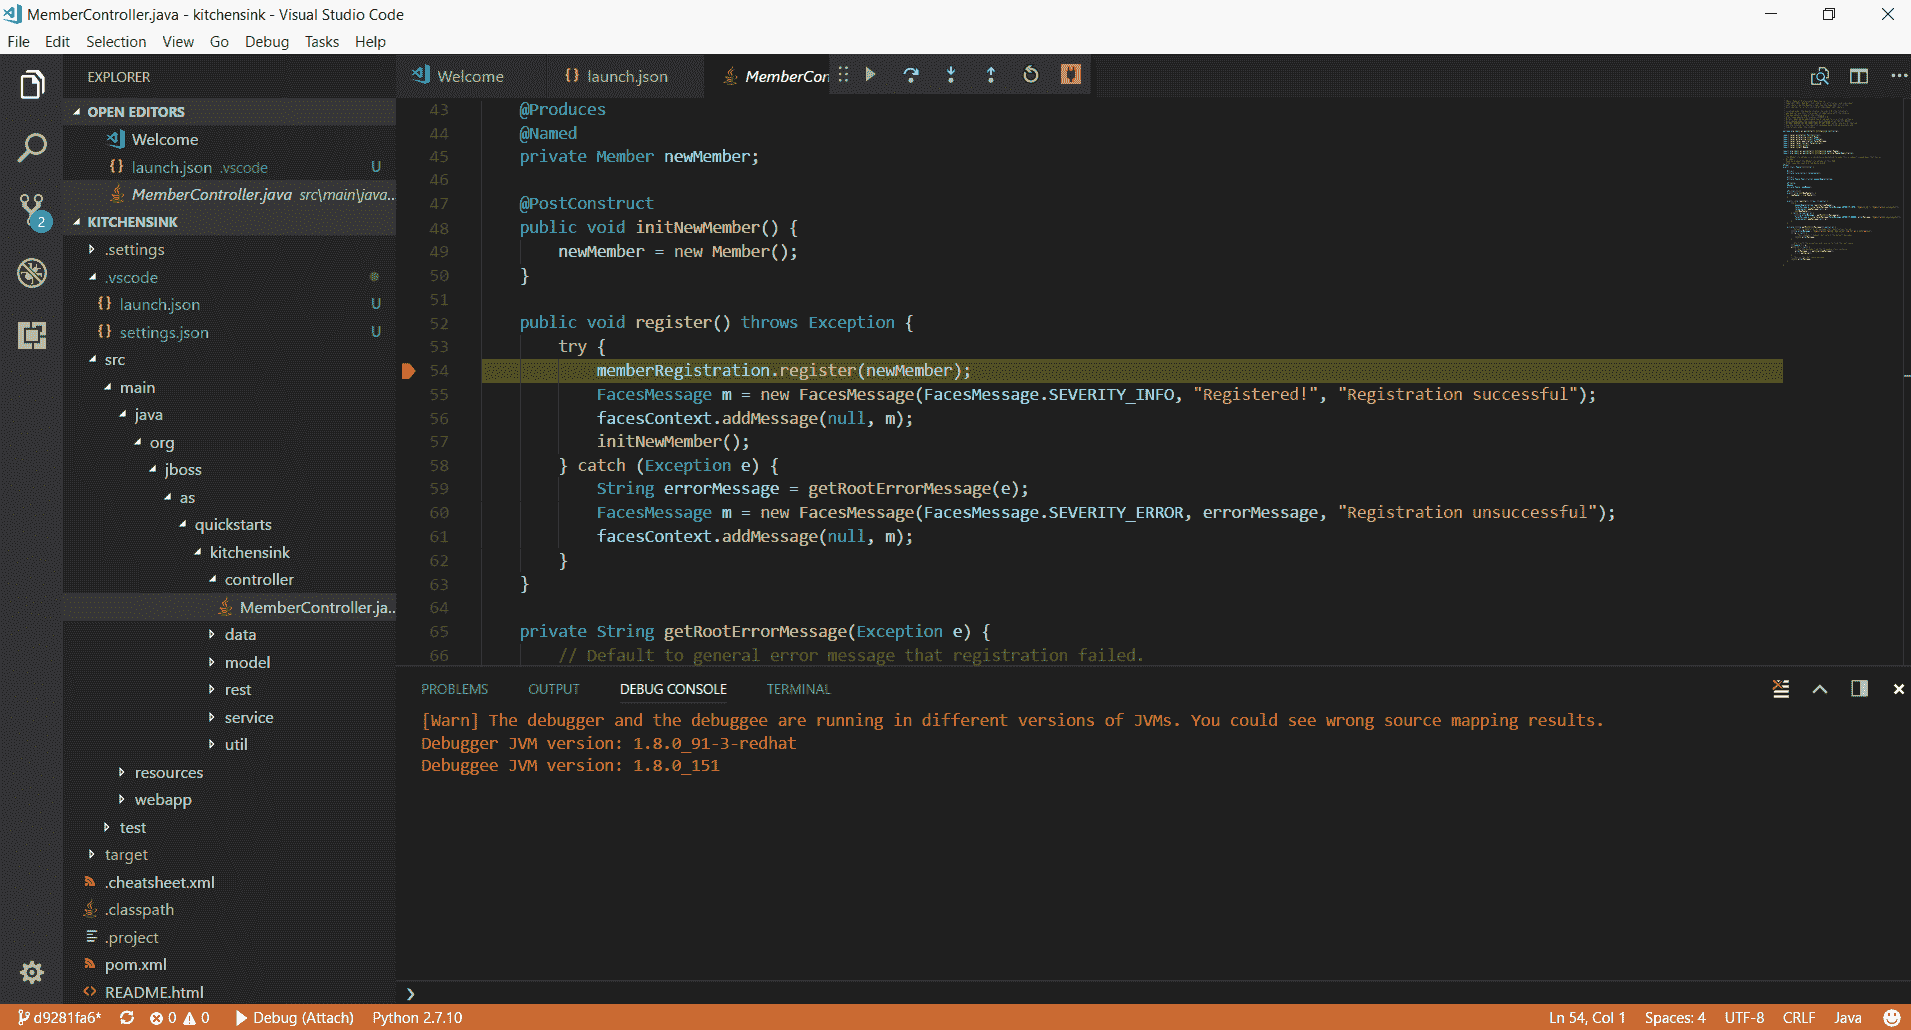 MemberController.java - kitchensink - Visual Studio Code
File Edit Selection View Go Debug Tasks Help
EXPLORER
OPEN EDITORS
Welcome
launch.json .vscode U
MemberController.java src\main\java...
KITCHENSINK
.settings
.vscode
launch.json U
settings.json U
src
main
java
org
jboss
as
quickstarts
kitchensink
controller
MemberController.ja...
data
model
rest
service
util
resources
webapp
test
target
.cheatsheet.xml
.classpath
.project
pom.xml
README.html
2
Welcome launch.json MemberCon
43 @Produces
44 @Named
45 private Member newMember;
46
47 @PostConstruct
48 public void initNewMember() {
49 newMember = new Member();
50 }
51
52 public void register() throws Exception {
53 try {
54 memberRegistration.register(newMember);
55 FacesMessage m = new FacesMessage(FacesMessage.SEVERITY_INFO, "Registered!", "Registration successful");
56 facesContext.addMessage(null, m);
57 initNewMember();
58 } catch (Exception e) {
59 String errorMessage = getRootErrorMessage(e);
60 FacesMessage m = new FacesMessage(FacesMessage.SEVERITY_ERROR, errorMessage, "Registration unsuccessful");
61 facesContext.addMessage(null, m);
62 }
63 }
64
65 private String getRootErrorMessage(Exception e) {
66 // Default to general error message that registration failed.
PROBLEMS OUTPUT DEBUG CONSOLE TERMINAL
[Warn] The debugger and the debuggee are running in different versions of JVMs. You could see wrong source mapping results.
Debugger JVM version: 1.8.0_91-3-redhat
Debuggee JVM version: 1.8.0_151
d9281fa6* 0 0 Debug (Attach) Python 2.7.10 Ln 54, Col 1 Spaces: 4 UTF-8 CRLF Java